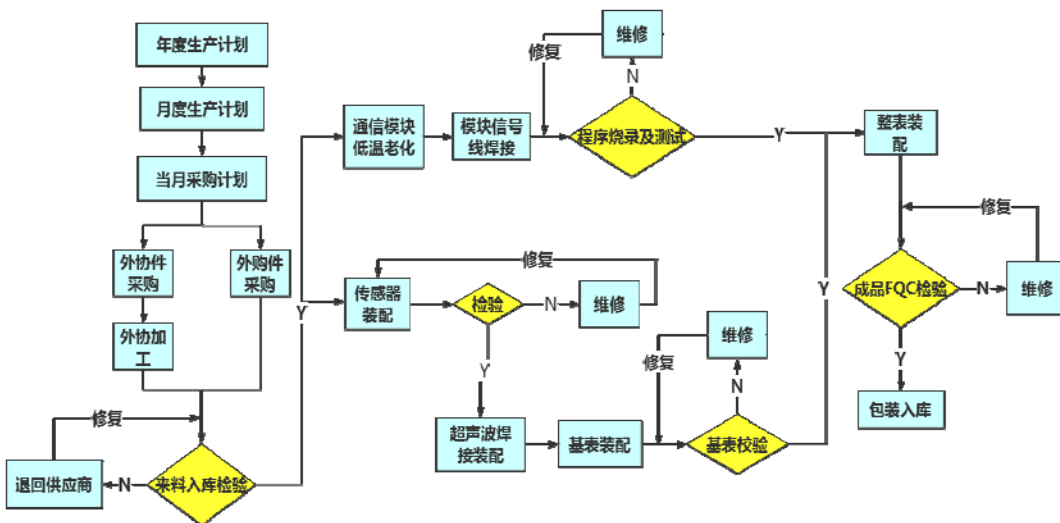 年度生产计划
月度生产计划
当月采购计划
外协件
采购
外购件
采购
外协加
工
修复
退回供应商
N
来料入库检验
Y
通信模块
低温老化
模块信号
线焊接
修复
维修
N
程序烧录及测试
Y
整表装
配
传感器
装配
修复
检验
N
维修
Y
超声波焊
接装配
基表装配
修复
维修
N
基表校验
Y
修复
成品FQC检验
N
维修
Y
包装入库